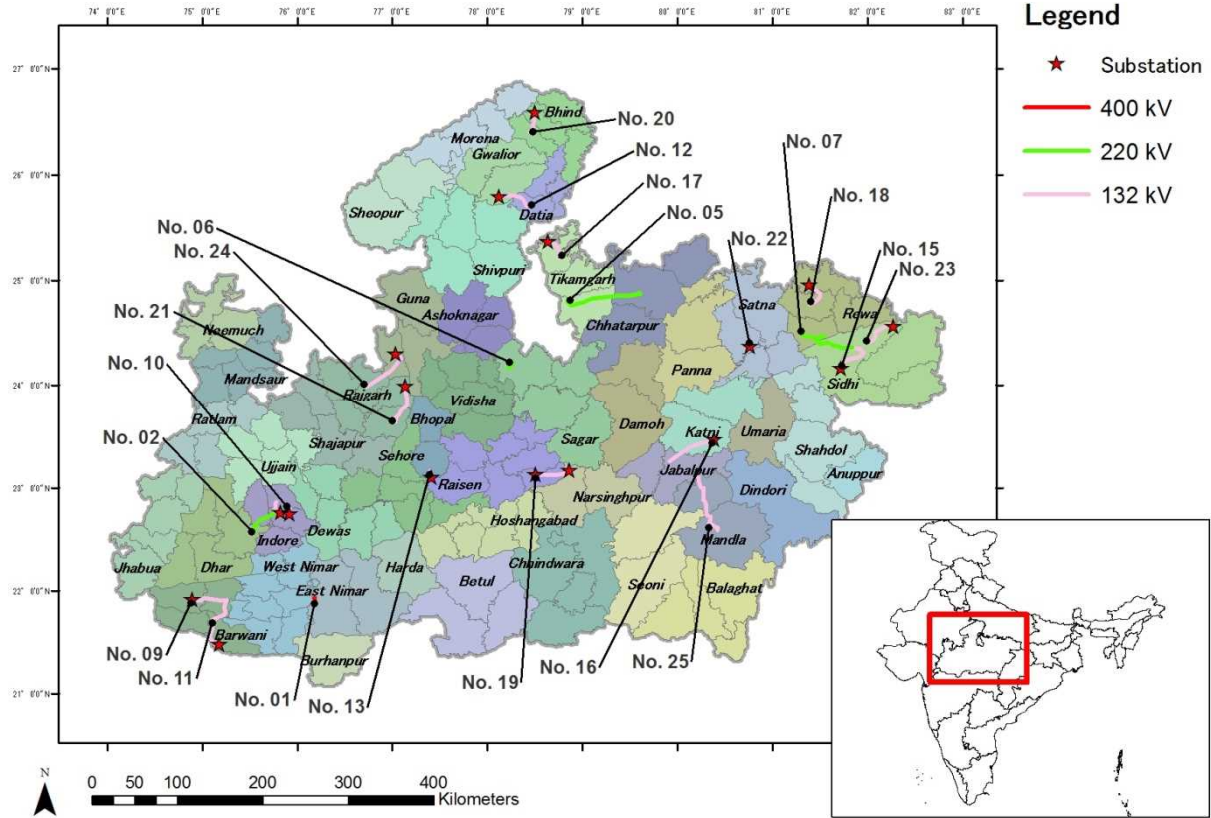 74° 0'0"E 75° 0'0"E 76° 0'0"E 77° 0'0"E 78° 0'0"E 79° 0'0"E 80° 0'0"E 81° 0'0"E 82° 0'0"E 83° 0'0"E
Legend
Substation
400 kV
220 kV
132 kV
27° 0'0"N
26° 0'0"N
25° 0'0"N
24° 0'0"N
23° 0'0"N
22° 0'0"N
21° 0'0"N
Bhind
No. 20
Morena
Gwalior
No. 12
No. 07
No. 17
No. 18
Sheopur
Datia
No. 05
No. 06
No. 22
No. 15
No. 24
No. 23
Shivpuri
Tikamgarh
Guna
Satna
No. 21
Ashoknagar
Rewa
Neemuch
Chhatarpur
No. 10
Panna
Sidhi
Mandsaur
Rajgarh
Vidisha
Ratlam
Bhopal
Damoh
Katni
Umaria
No. 02
Shajapur
Sagar
Shahdol
Ujjain
Sehore
Jabalpur
Anuppur
Raisen
Dindori
Narsinghpur
Hoshangabad
Dewas
Indore
Mandla
Jhabua
Dhar
West Nimar
Harda
Chhindwara
Betul
Seoni
East Nimar
Balaghat
Barwani
Burhanpur
No. 09
No. 16
No. 25
No. 11
No. 19
No. 01
No. 13
N
0 50 100 200 300 400
Kilometers